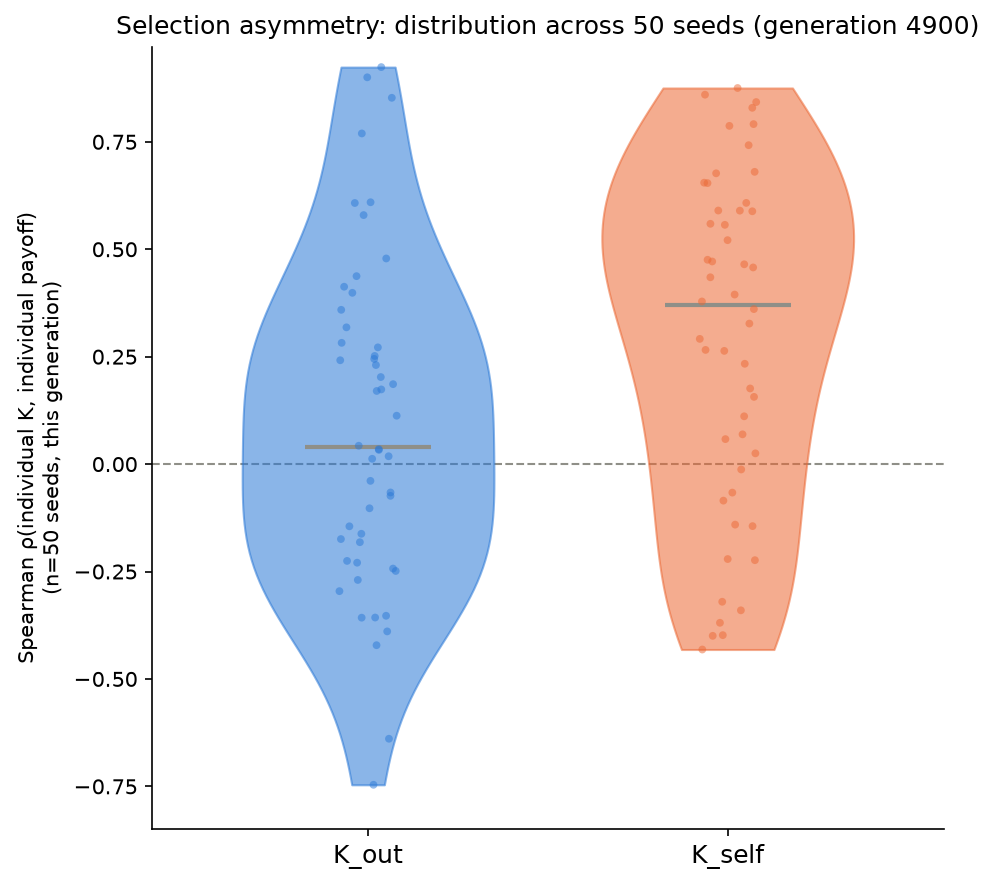 Selection asymmetry: distribution across 50 seeds (generation 4900)
Spearman ρ(individual K, individual payoff)
(n=50 seeds, this generation)
0.75
0.50
0.25
0.00
−0.25
−0.50
−0.75
K_out
K_self